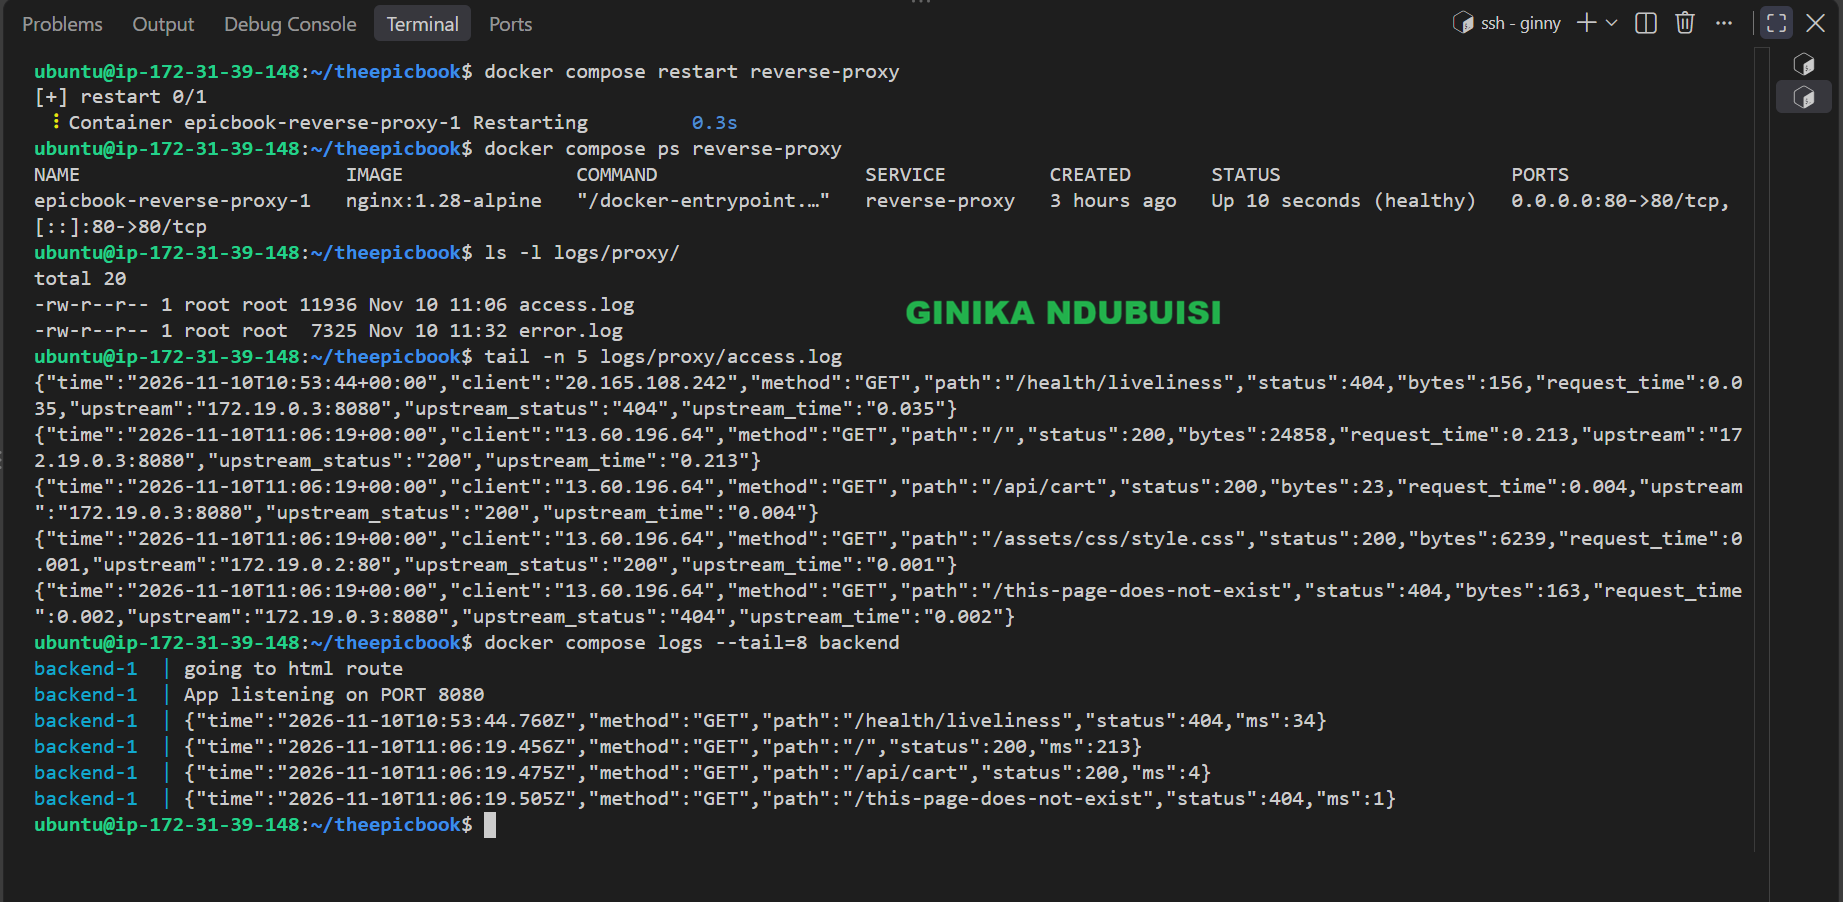 Problems Output Debug Console Terminal Ports ssh - ginny
ubuntu@ip-172-31-39-148:~/theepicbook$ docker compose restart reverse-proxy
[+] restart 0/1
⠸ Container epicbook-reverse-proxy-1 Restarting 0.3s
ubuntu@ip-172-31-39-148:~/theepicbook$ docker compose ps reverse-proxy
NAME IMAGE COMMAND SERVICE CREATED STATUS PORTS
epicbook-reverse-proxy-1 nginx:1.28-alpine "/docker-entrypoint.…" reverse-proxy 3 hours ago Up 10 seconds (healthy) 0.0.0.0:80->80/tcp,
[::]:80->80/tcp
ubuntu@ip-172-31-39-148:~/theepicbook$ ls -l logs/proxy/
total 20
-rw-r--r-- 1 root root 11936 Nov 10 11:06 access.log
GINIKA NDUBUISI
-rw-r--r-- 1 root root  7325 Nov 10 11:32 error.log
ubuntu@ip-172-31-39-148:~/theepicbook$ tail -n 5 logs/proxy/access.log
{"time":"2026-11-10T10:53:44+00:00","client":"20.165.108.242","method":"GET","path":"/health/liveliness","status":404,"bytes":156,"request_time":0.0
35,"upstream":"172.19.0.3:8080","upstream_status":"404","upstream_time":"0.035"}
{"time":"2026-11-10T11:06:19+00:00","client":"13.60.196.64","method":"GET","path":"/","status":200,"bytes":24858,"request_time":0.213,"upstream":"17
2.19.0.3:8080","upstream_status":"200","upstream_time":"0.213"}
{"time":"2026-11-10T11:06:19+00:00","client":"13.60.196.64","method":"GET","path":"/api/cart","status":200,"bytes":23,"request_time":0.004,"upstream
":"172.19.0.3:8080","upstream_status":"200","upstream_time":"0.004"}
{"time":"2026-11-10T11:06:19+00:00","client":"13.60.196.64","method":"GET","path":"/assets/css/style.css","status":200,"bytes":6239,"request_time":0
.001,"upstream":"172.19.0.2:80","upstream_status":"200","upstream_time":"0.001"}
{"time":"2026-11-10T11:06:19+00:00","client":"13.60.196.64","method":"GET","path":"/this-page-does-not-exist","status":404,"bytes":163,"request_time
":0.002,"upstream":"172.19.0.3:8080","upstream_status":"404","upstream_time":"0.002"}
ubuntu@ip-172-31-39-148:~/theepicbook$ docker compose logs --tail=8 backend
backend-1 | going to html route
backend-1 | App listening on PORT 8080
backend-1 | {"time":"2026-11-10T10:53:44.760Z","method":"GET","path":"/health/liveliness","status":404,"ms":34}
backend-1 | {"time":"2026-11-10T11:06:19.456Z","method":"GET","path":"/","status":200,"ms":213}
backend-1 | {"time":"2026-11-10T11:06:19.475Z","method":"GET","path":"/api/cart","status":200,"ms":4}
backend-1 | {"time":"2026-11-10T11:06:19.505Z","method":"GET","path":"/this-page-does-not-exist","status":404,"ms":1}
ubuntu@ip-172-31-39-148:~/theepicbook$